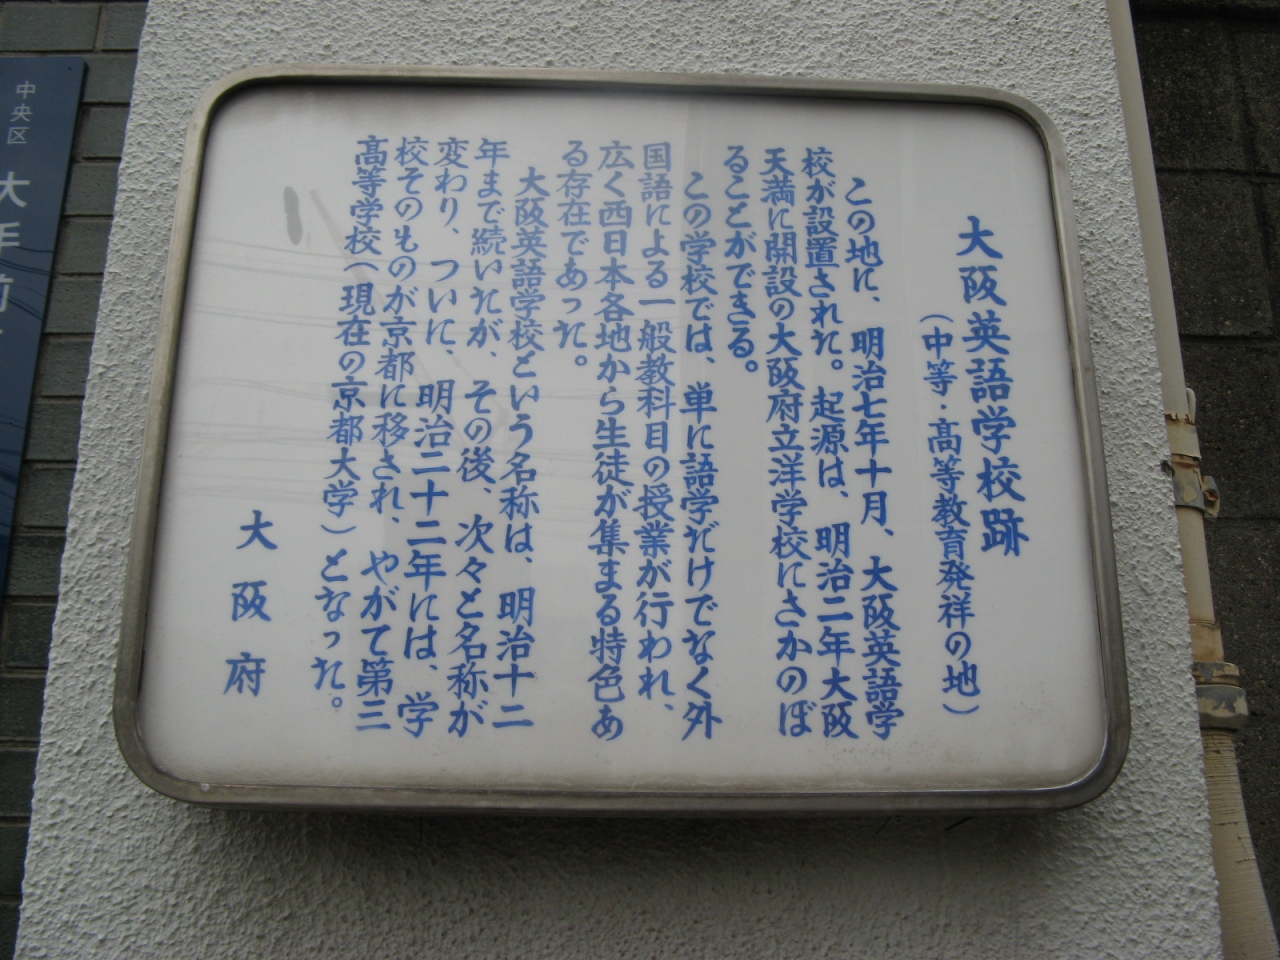 大阪英語学校跡
（中等・高等教育発祥の地）
この地に、明治七年十月、大阪英語学
校が設置された。起源は、明治二年大阪
天満に開設の大阪府立洋学校にさかのぼ
ることができる。
この学校では、単に語学だけでなく外
国語による一般教科目の授業が行われ、
広く西日本各地から生徒が集まる特色あ
る存在であった。
大阪英語学校という名称は、明治十二
年まで続いたが、その後、次々と名称が
変わり、ついに、明治二十二年には、学
校そのものが京都に移され、やがて第三
高等学校（現在の京都大学）となった。
大阪府
中央区
大手前